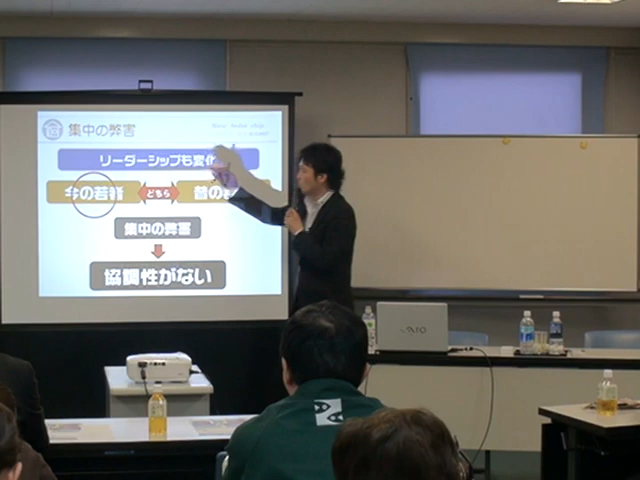 集中の弊害
リーダーシップも変化
今の若者
どちら
昔の
集中の弊害
協調性がない
VAIO